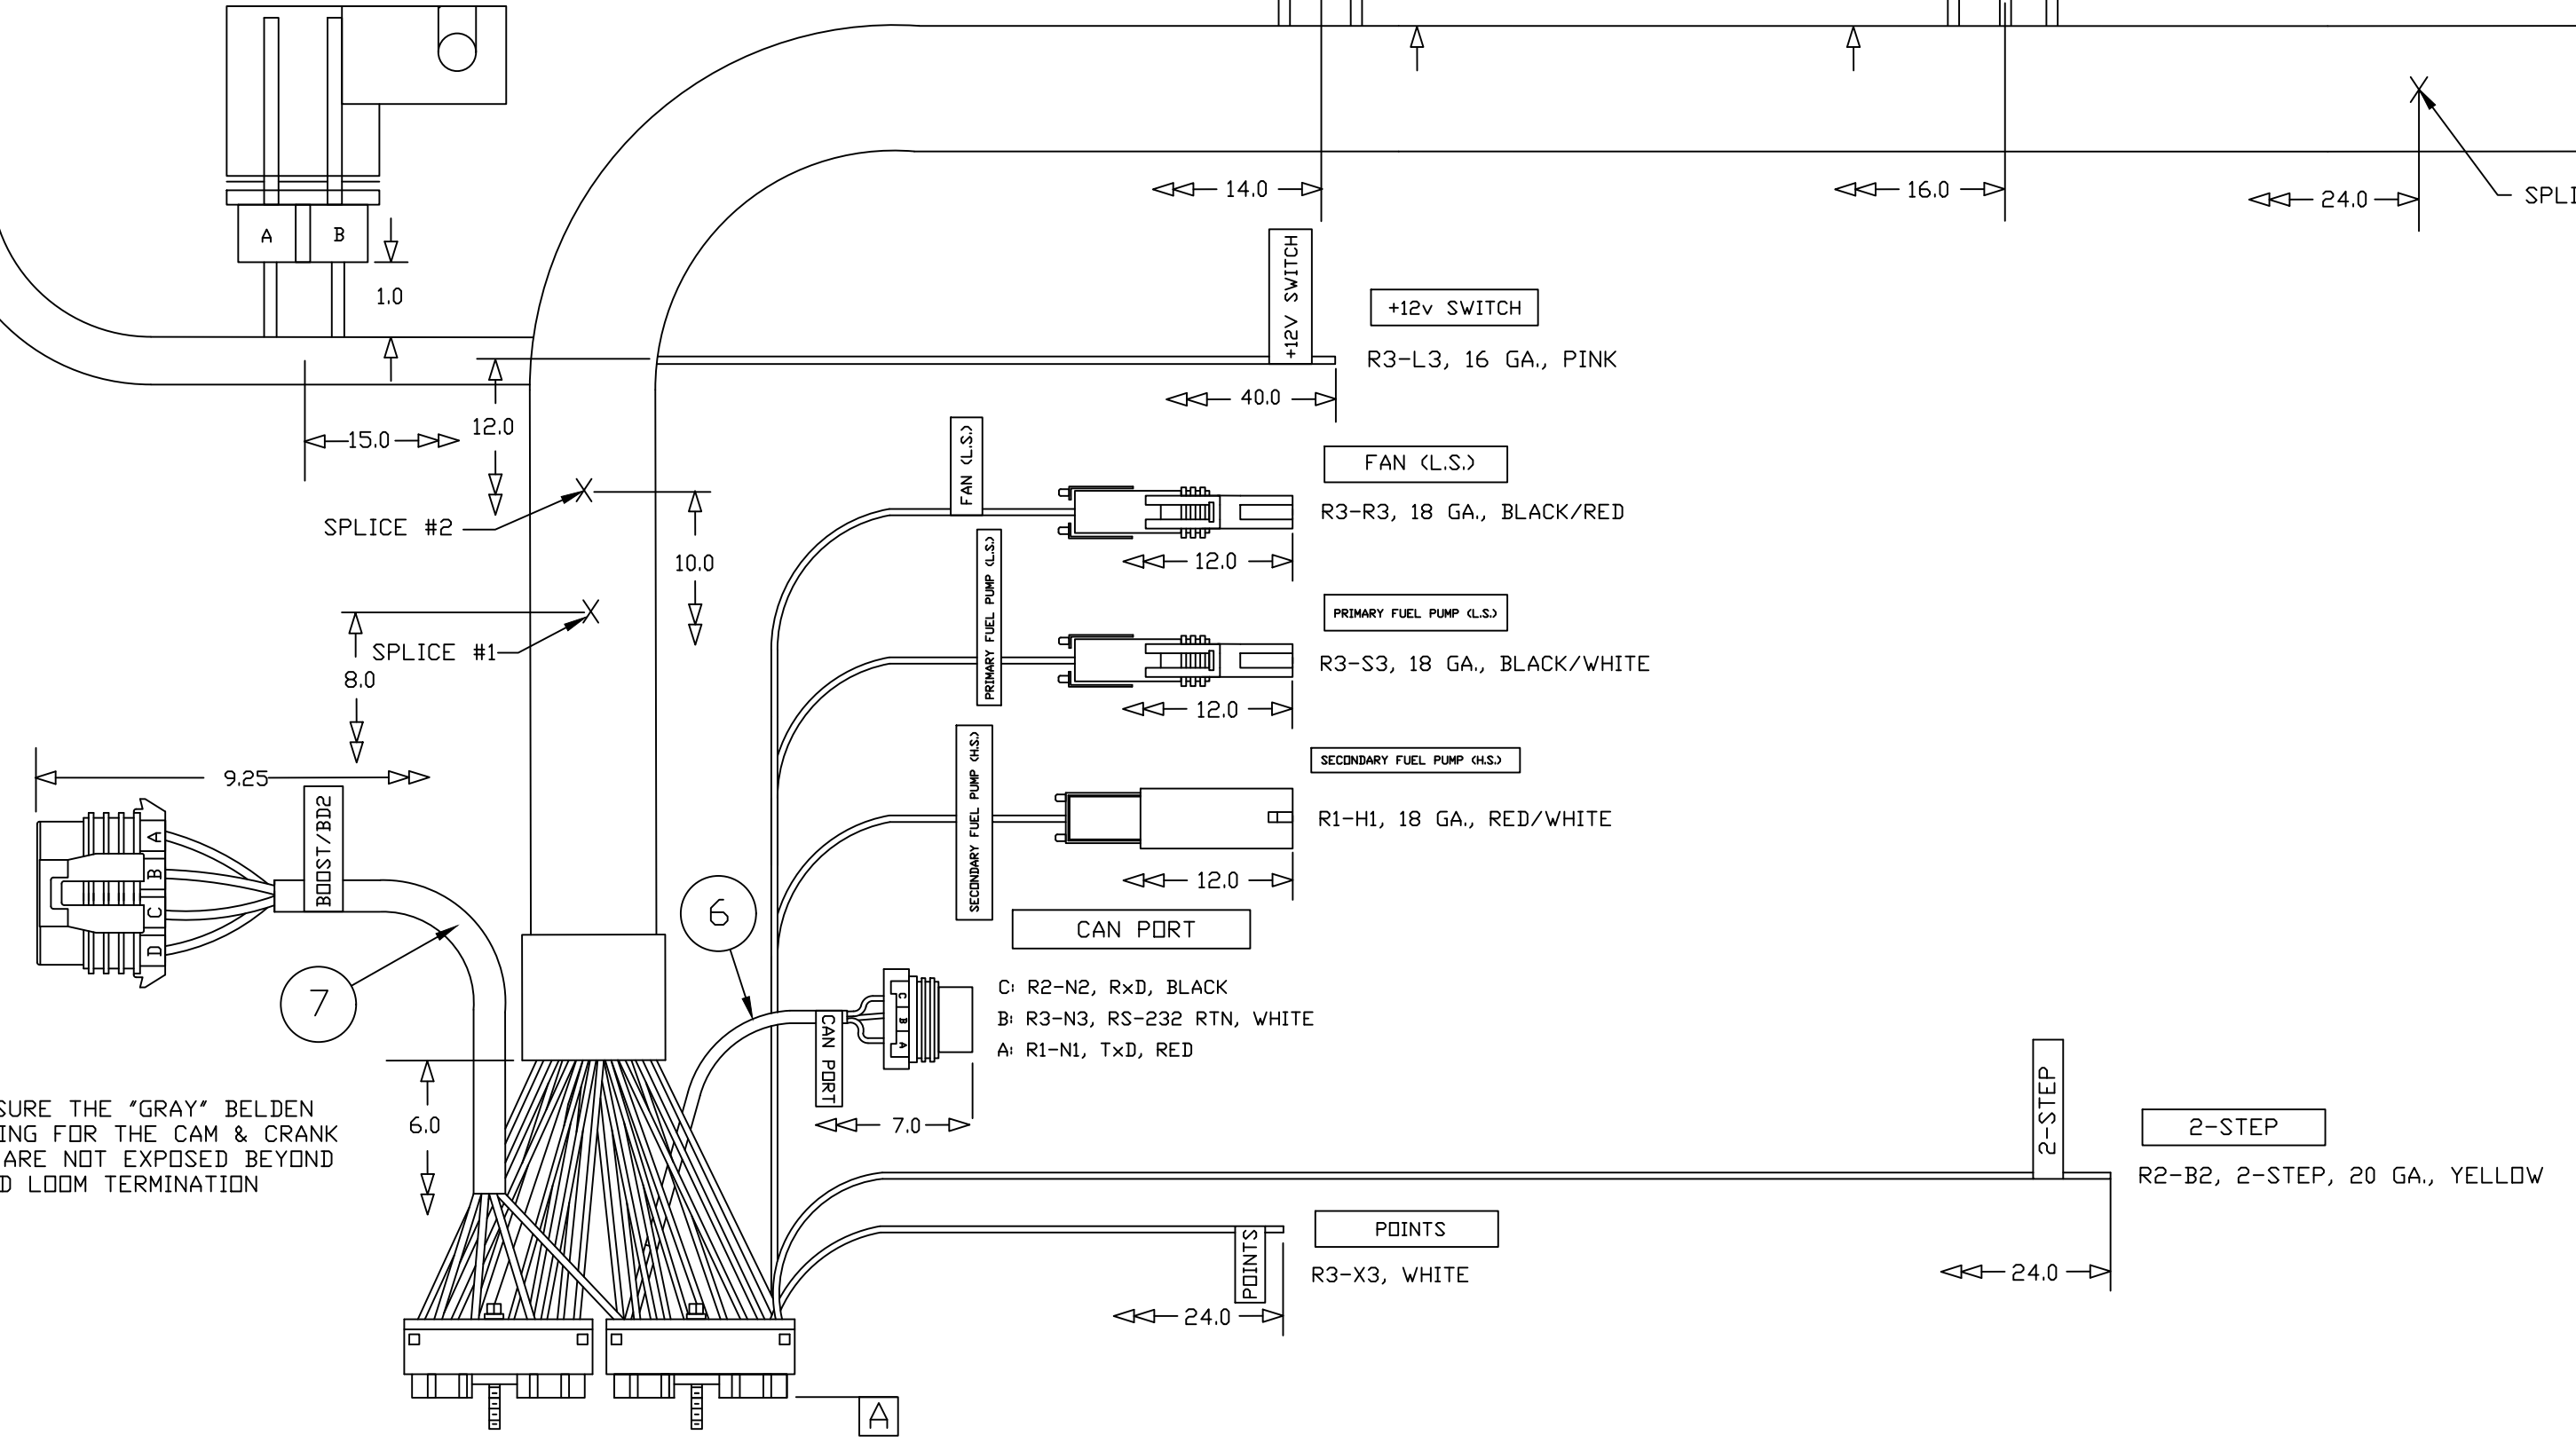 14.0
16.0
24.0
SPLI
A B
1.0
+12V SWITCH
+12v SWITCH
R3-L3, 16 GA., PINK
40.0
15.0
12.0
FAN (L.S.)
FAN (L.S.)
R3-R3, 18 GA., BLACK/RED
12.0
SPLICE #2
10.0
PRIMARY FUEL PUMP (L.S.)
PRIMARY FUEL PUMP (L.S.)
R3-S3, 18 GA., BLACK/WHITE
12.0
SPLICE #1
8.0
SECONDARY FUEL PUMP (H.S.)
SECONDARY FUEL PUMP (H.S.)
R1-H1, 18 GA., RED/WHITE
12.0
9.25
BOOST/BD2
A
B
C
D
7
6
CAN PORT
C: R2-N2, RxD, BLACK
B: R3-N3, RS-232 RTN, WHITE
A: R1-N1, TxD, RED
C
B
A
CAN PORT
7.0
6.0
SURE THE "GRAY" BELDEN
ING FOR THE CAM & CRANK
ARE NOT EXPOSED BEYOND
D LOOM TERMINATION
2-STEP
2-STEP
R2-B2, 2-STEP, 20 GA., YELLOW
24.0
POINTS
POINTS
R3-X3, WHITE
24.0
A